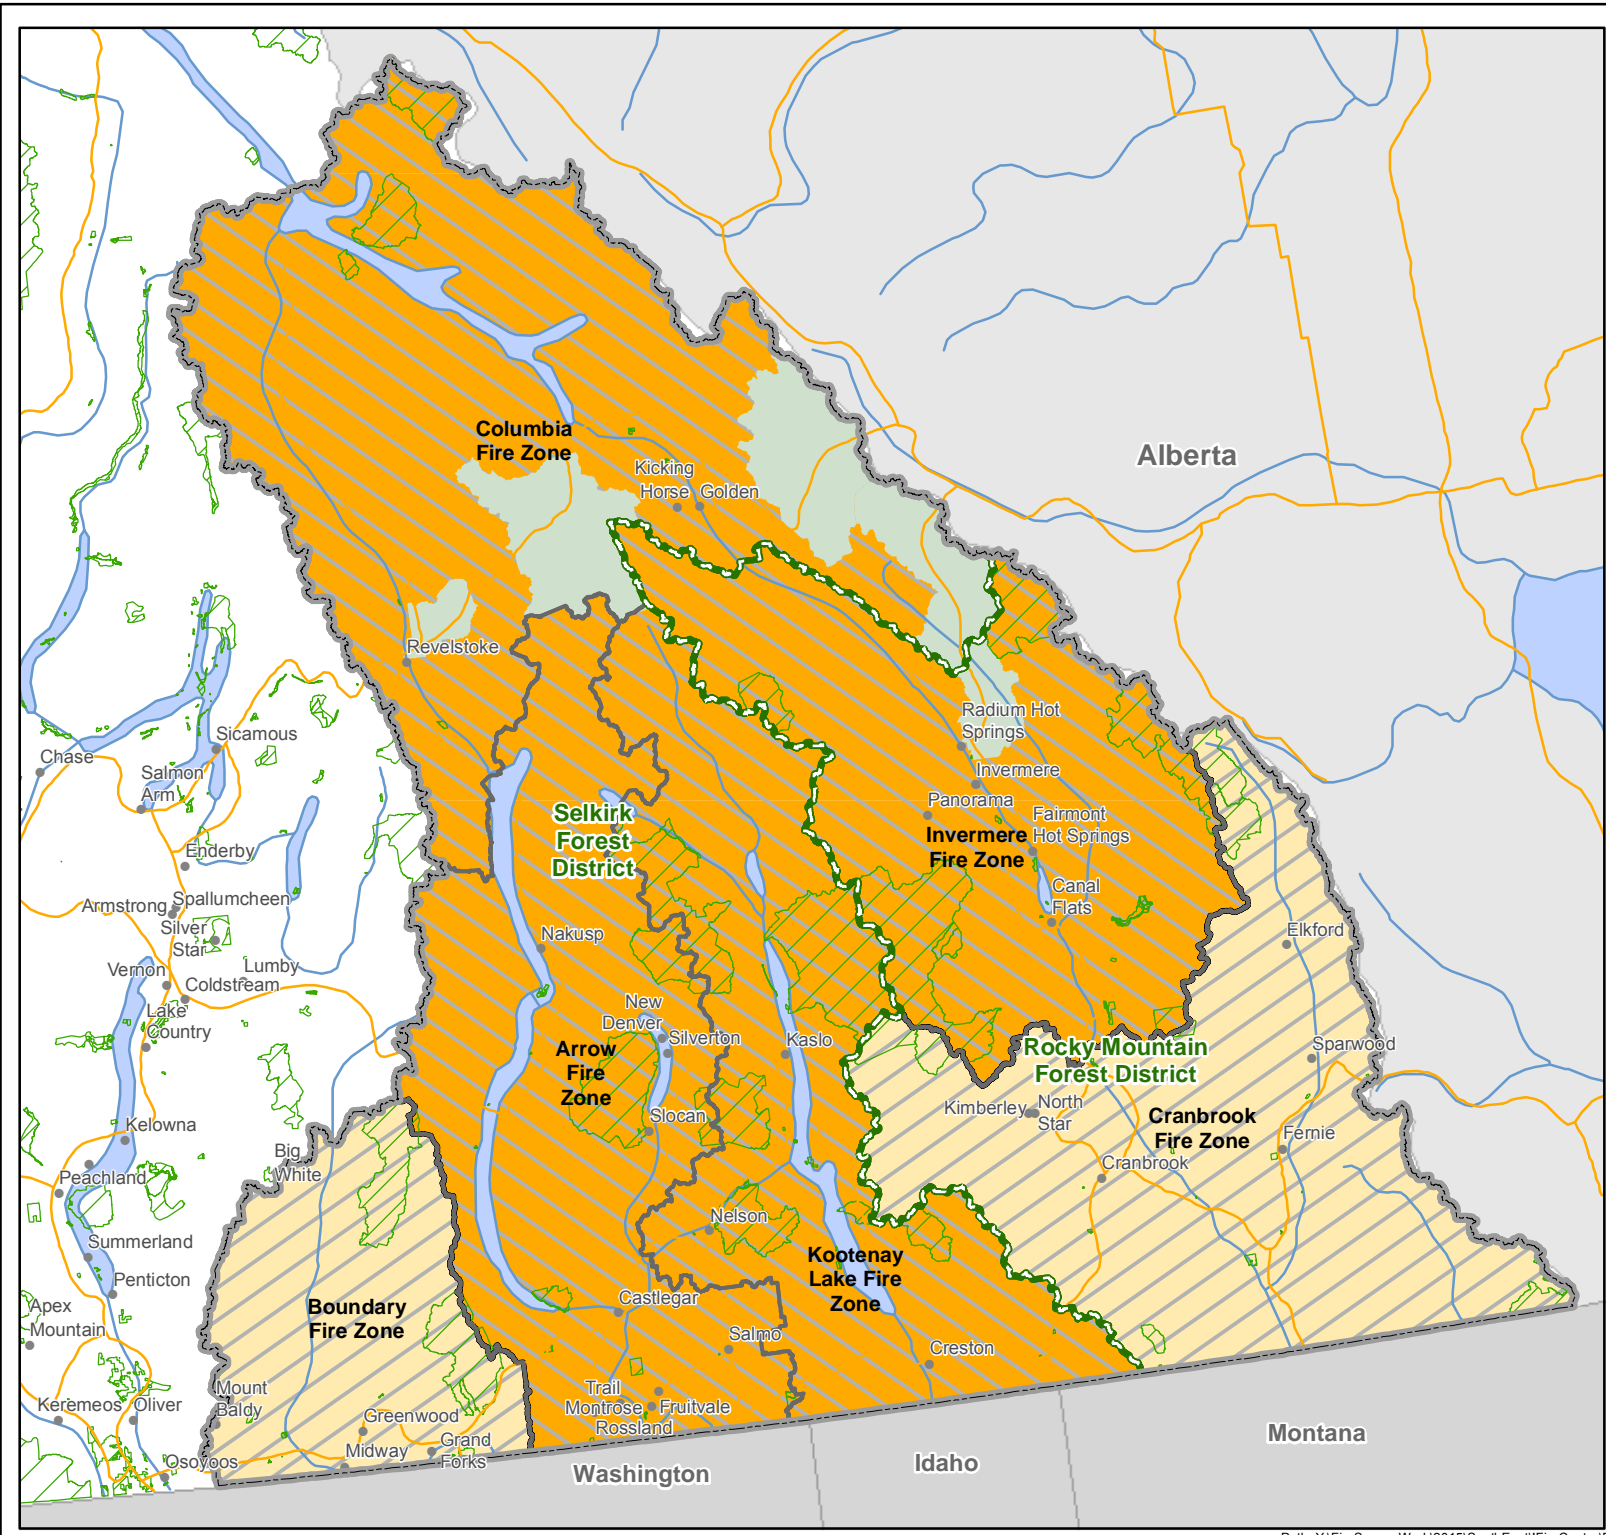 Columbia
Fire Zone
Alberta
Kicking
Horse
Golden
Revelstoke
Radium Hot
Springs
Sicamous
Chase
Salmon
Arm
Invermere
Panorama
Fairmont
Hot Springs
Selkirk
Forest
District
Invermere
Fire Zone
Enderby
Canal
Flats
Armstrong
Spallumcheen
Silver
Star
Nakusp
Elkford
Vernon
Lumby
Coldstream
Lake
Country
New
Denver
Silverton
Kaslo
Arrow
Fire
Zone
Rocky Mountain
Forest District
Sparwood
Kimberley
North
Star
Cranbrook
Fire Zone
Slocan
Kelowna
Big
White
Fernie
Cranbrook
Peachland
Nelson
Summerland
Kootenay
Lake Fire
Zone
Penticton
Apex
Mountain
Boundary
Fire Zone
Castlegar
Salmo
Creston
Mount
Baldy
Trail
Montrose
Fruitvale
Rossland
Keremeos
Oliver
Greenwood
Midway
Grand
Forks
Osoyoos
Washington
Idaho
Montana